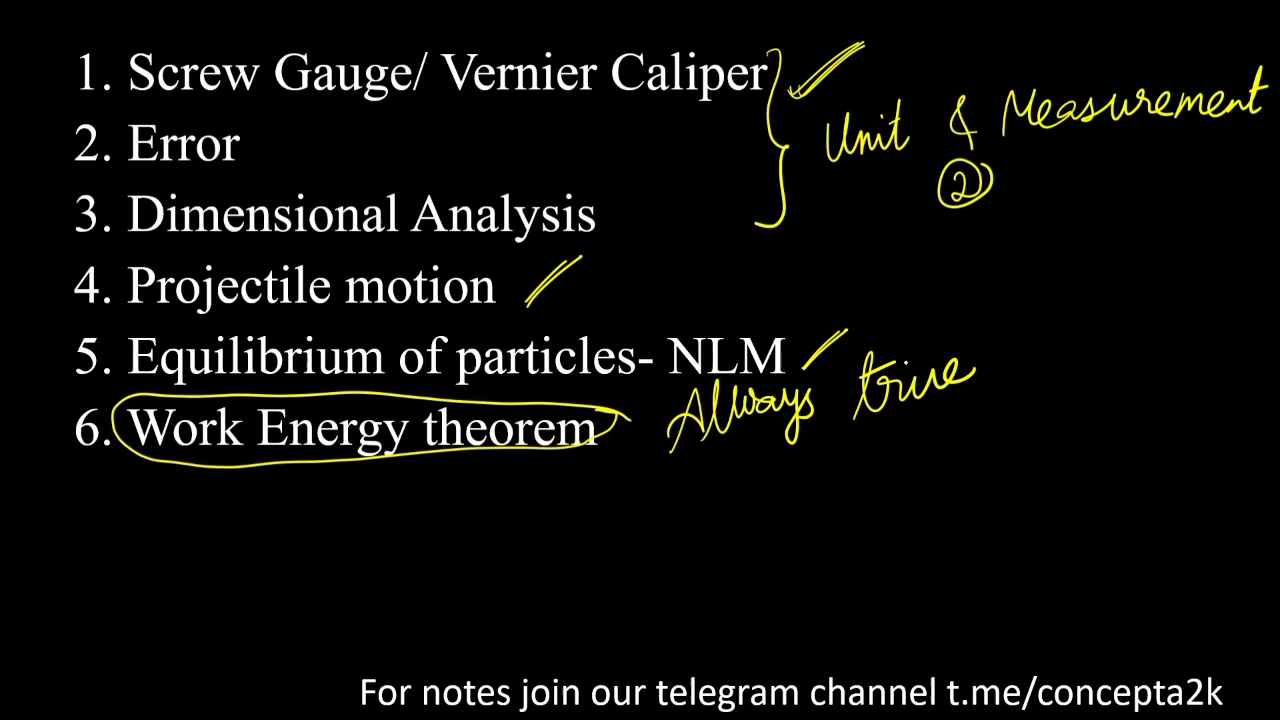 1. Screw Gauge/ Vernier Caliper
2. Error
Unit & Measurement
2
3. Dimensional Analysis
4. Projectile motion
5. Equilibrium of particles- NLM
6. Work Energy theorem
Always true
For notes join our telegram channel t.me/concepta2k